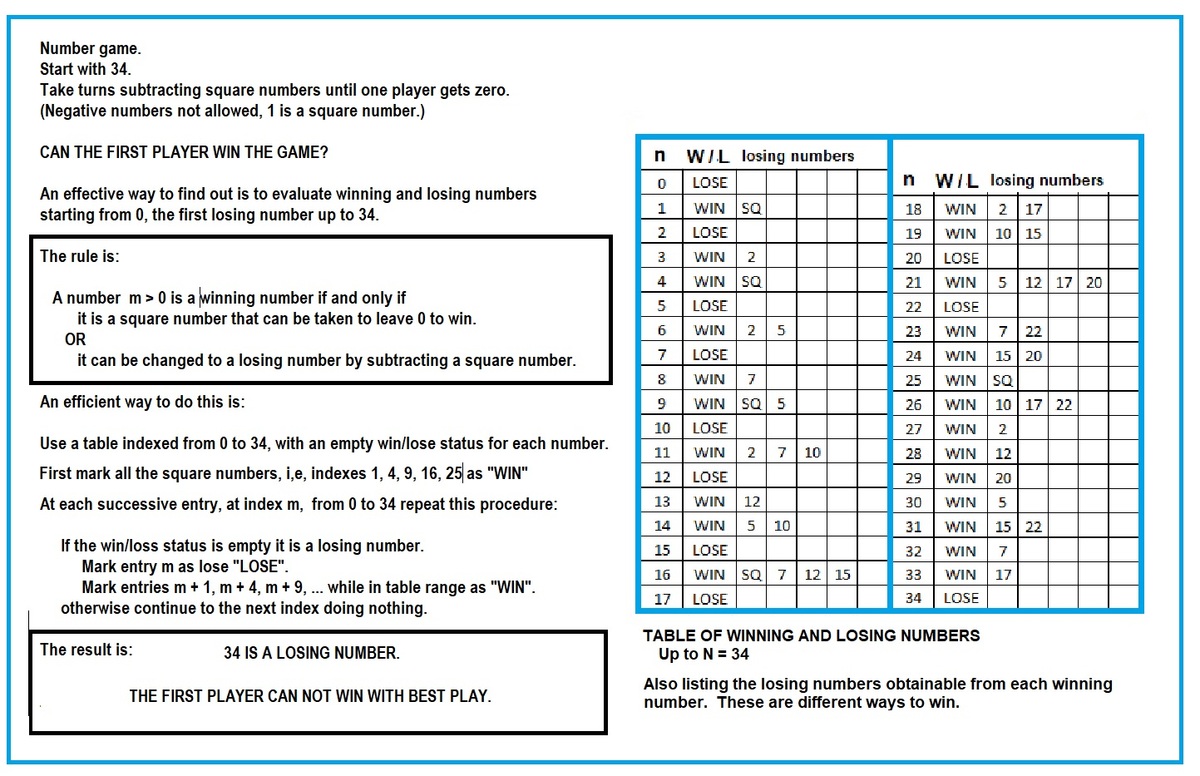 Number game.
Start with 34.
Take turns subtracting square numbers until one player gets zero.
(Negative numbers not allowed, 1 is a square number.)
CAN THE FIRST PLAYER WIN THE GAME?
An effective way to find out is to evaluate winning and losing numbers
starting from 0, the first losing number up to 34.
The rule is:
A number m > 0 is a winning number if and only if
it is a square number that can be taken to leave 0 to win.
OR
it can be changed to a losing number by subtracting a square number.
An efficient way to do this is:
Use a table indexed from 0 to 34, with an empty win/lose status for each number.
First mark all the square numbers, i,e, indexes 1, 4, 9, 16, 25 as "WIN"
At each successive entry, at index m, from 0 to 34 repeat this procedure:
If the win/loss status is empty it is a losing number.
Mark entry m as lose "LOSE".
Mark entries m + 1, m + 4, m + 9, ... while in table range as "WIN".
otherwise continue to the next index doing nothing.
The result is: 34 IS A LOSING NUMBER.
THE FIRST PLAYER CAN NOT WIN WITH BEST PLAY.
n W/L losing numbers
0 LOSE
1 WIN SQ
2 LOSE
3 WIN 2
4 WIN SQ
5 LOSE
6 WIN 2 5
7 LOSE
8 WIN 7
9 WIN SQ 5
10 LOSE
11 WIN 2 7 10
12 LOSE
13 WIN 12
14 WIN 5 10
15 LOSE
16 WIN SQ 7 12 15
17 LOSE
n W/L losing numbers
18 WIN 2 17
19 WIN 10 15
20 LOSE
21 WIN 5 12 17 20
22 LOSE
23 WIN 7 22
24 WIN 15 20
25 WIN SQ
26 WIN 10 17 22
27 WIN 2
28 WIN 12
29 WIN 20
30 WIN 5
31 WIN 15 22
32 WIN 7
33 WIN 17
34 LOSE
TABLE OF WINNING AND LOSING NUMBERS
Up to N = 34
Also listing the losing numbers obtainable from each winning
number. These are different ways to win.